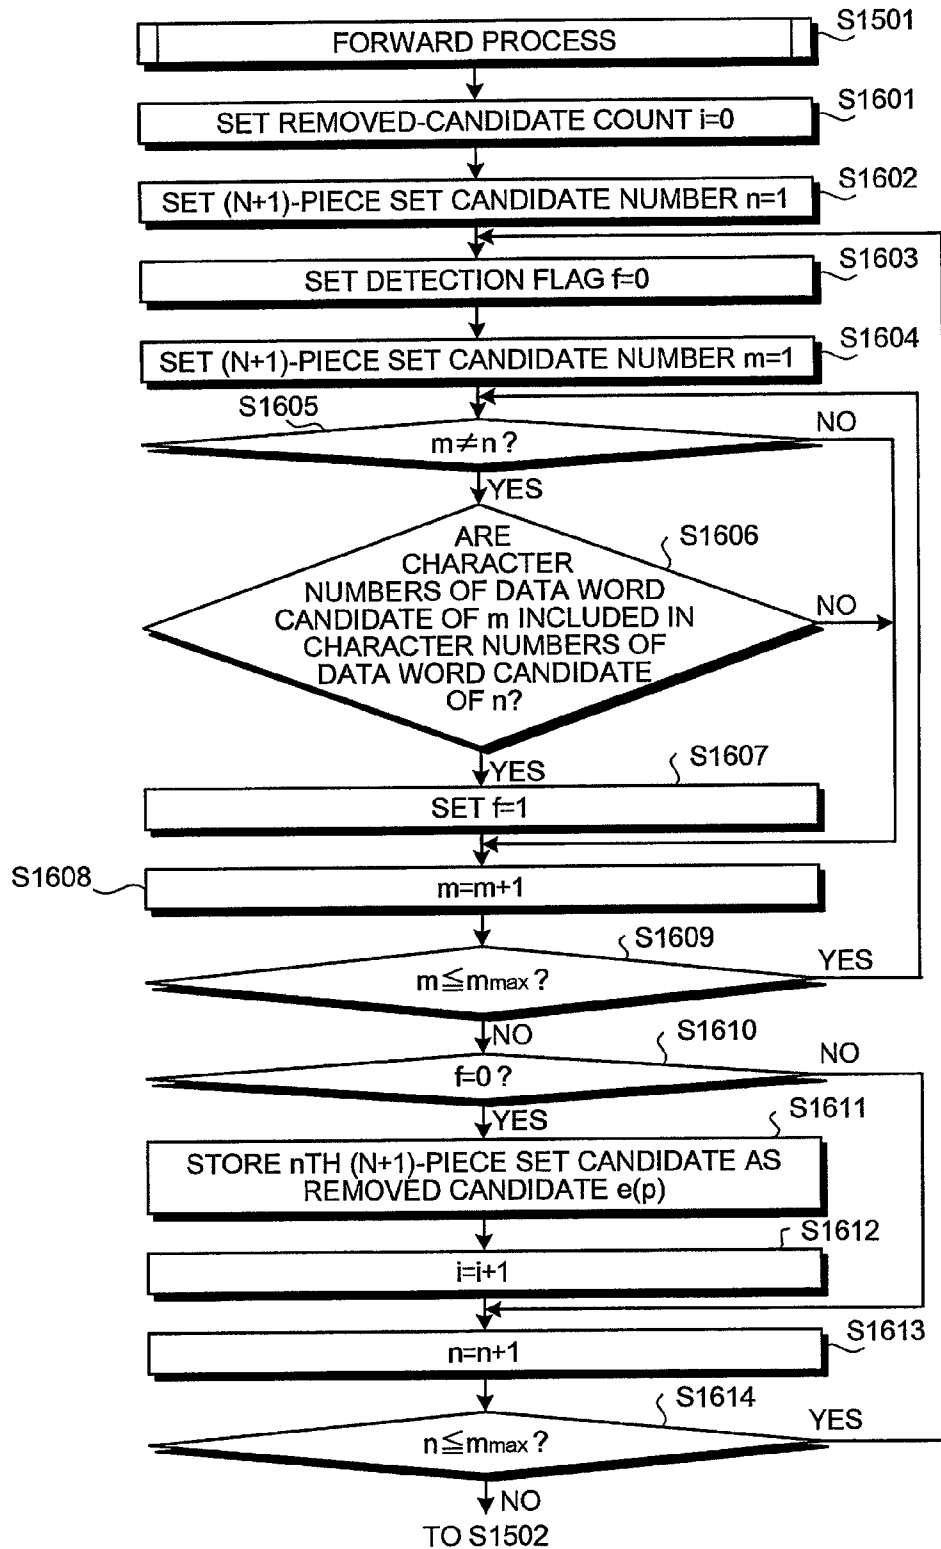 S1501
FORWARD PROCESS
S1601
SET REMOVED-CANDIDATE COUNT i=0
S1602
SET (N+1)-PIECE SET CANDIDATE NUMBER n=1
S1603
SET DETECTION FLAG f=0
S1604
SET (N+1)-PIECE SET CANDIDATE NUMBER m=1
S1605
NO
m≠n?
YES
S1606
ARE
CHARACTER
NUMBERS OF DATA WORD
CANDIDATE OF m INCLUDED IN
CHARACTER NUMBERS OF
DATA WORD CANDIDATE
OF n?
NO
YES
S1607
SET f=1
S1608
m=m+1
S1609
m≦mmax?
YES
NO
S1610
f=0?
NO
YES
S1611
STORE nTH (N+1)-PIECE SET CANDIDATE AS
REMOVED CANDIDATE e(p)
S1612
i=i+1
S1613
n=n+1
S1614
n≦mmax?
YES
NO
TO S1502